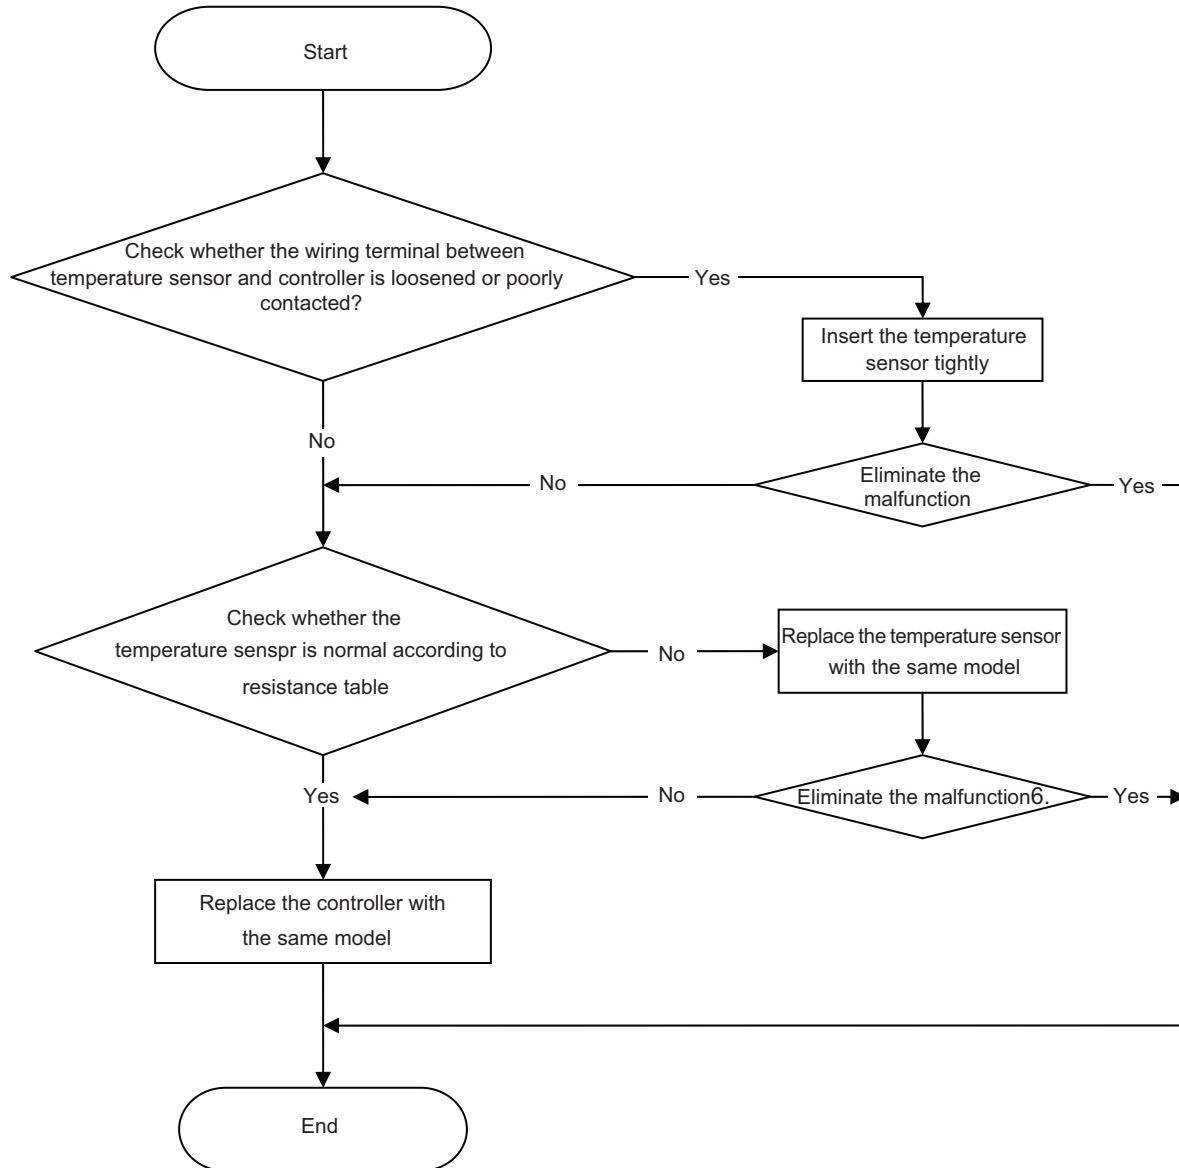 Start
Check whether the wiring terminal between
temperature sensor and controller is loosened or poorly
contacted?
Yes
Insert the temperature
sensor tightly
No
Eliminate the
malfunction
No
Yes
Check whether the
temperature senspr is normal according to
resistance table
No
Replace the temperature sensor
with the same model
Yes
No
Eliminate the malfunction6.
Yes
Replace the controller with
the same model
End